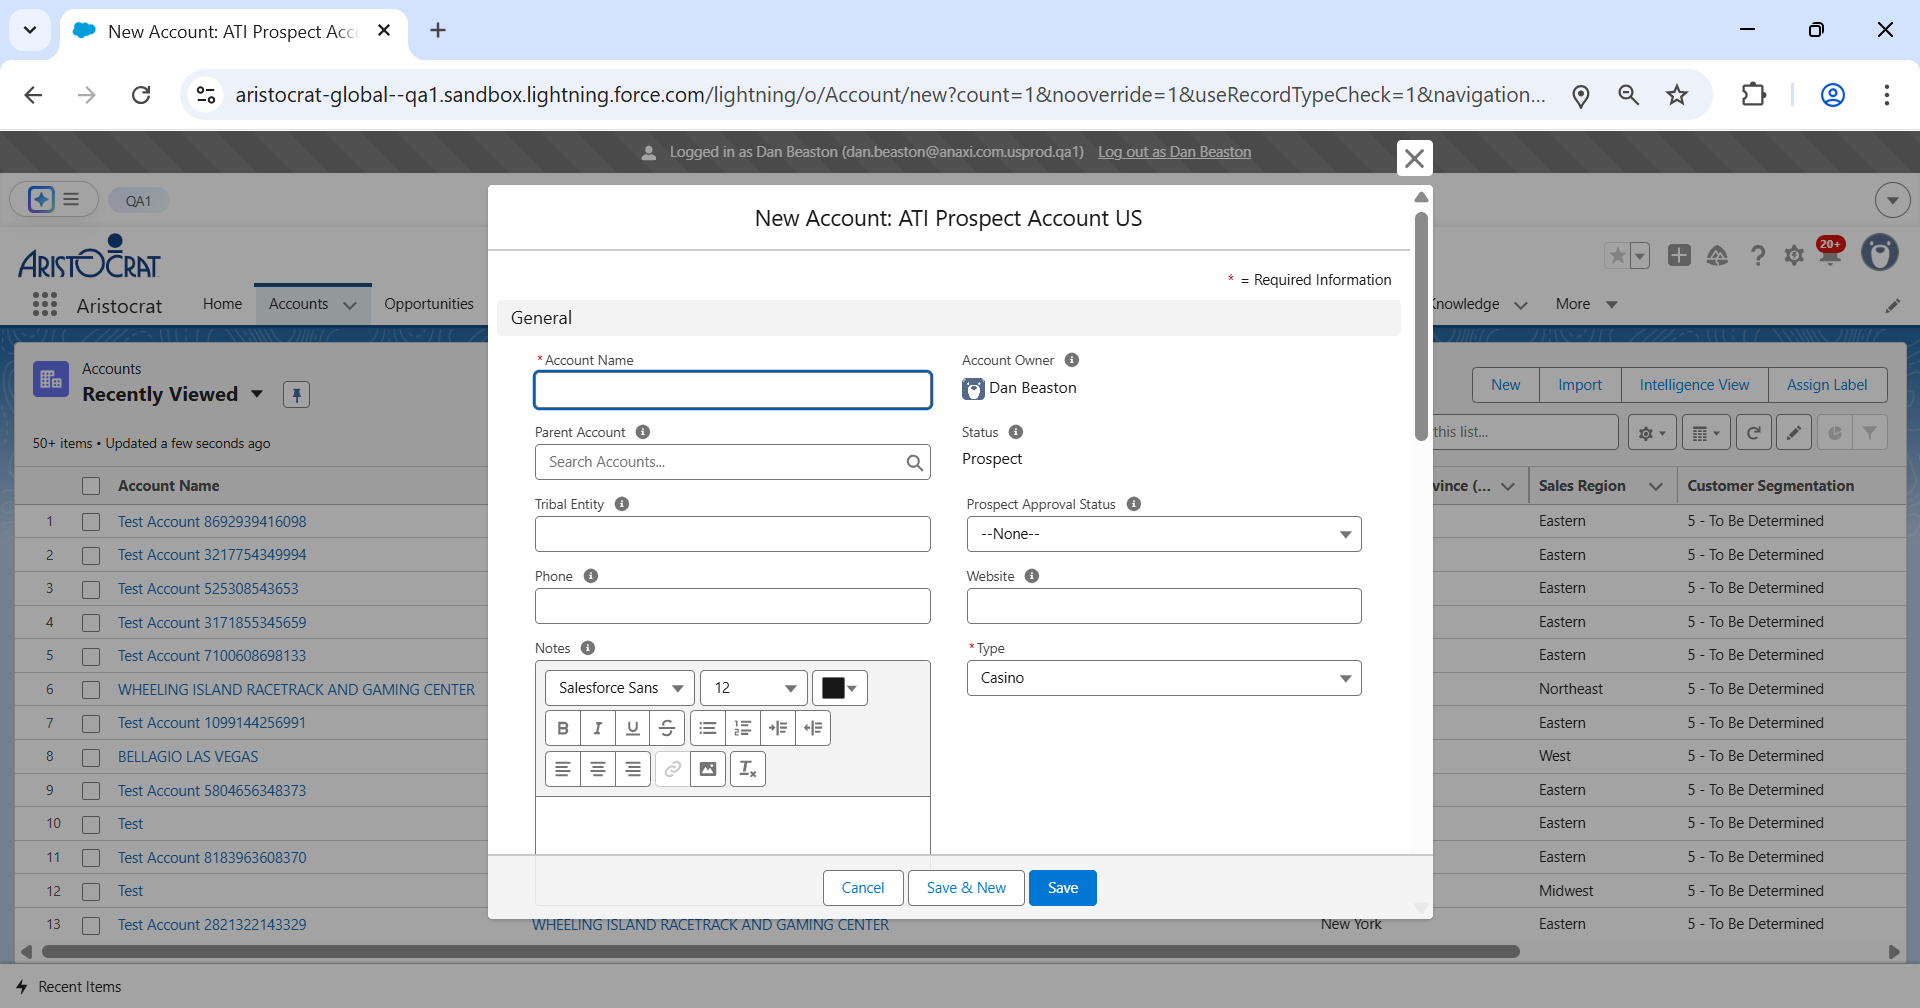 New Account: ATI Prospect Acc
aristocrat-global--qa1.sandbox.lightning.force.com/lightning/o/Account/new?count=1&nooverride=1&useRecordTypeCheck=1&navigation...
Logged in as Dan Beaston (dan.beaston@anaxi.com.usprod.qa1) Log out as Dan Beaston
QA1
ARISTOCRAT
20+
Aristocrat
Home
Accounts
Opportunities
Knowledge
More
Accounts
Recently Viewed
50+ items • Updated a few seconds ago
New
Import
Intelligence View
Assign Label
this list...
Account Name
vince (...
Sales Region
Customer Segmentation
1 Test Account 8692939416098 Eastern 5 - To Be Determined
2 Test Account 3217754349994 Eastern 5 - To Be Determined
3 Test Account 525308543653 Eastern 5 - To Be Determined
4 Test Account 3171855345659 Eastern 5 - To Be Determined
5 Test Account 7100608698133 Eastern 5 - To Be Determined
6 WHEELING ISLAND RACETRACK AND GAMING CENTER Northeast 5 - To Be Determined
7 Test Account 1099144256991 Eastern 5 - To Be Determined
8 BELLAGIO LAS VEGAS West 5 - To Be Determined
9 Test Account 5804656348373 Eastern 5 - To Be Determined
10 Test Eastern 5 - To Be Determined
11 Test Account 8183963608370 Eastern 5 - To Be Determined
12 Test Midwest 5 - To Be Determined
13 Test Account 2821322143329 WHEELING ISLAND RACETRACK AND GAMING CENTER New York Eastern 5 - To Be Determined
New Account: ATI Prospect Account US
* = Required Information
General
*Account Name
Account Owner
Dan Beaston
Parent Account
Search Accounts...
Status
Prospect
Tribal Entity
Prospect Approval Status
--None--
Phone
Website
Notes
Salesforce Sans
12
*Type
Casino
Cancel
Save & New
Save
Recent Items